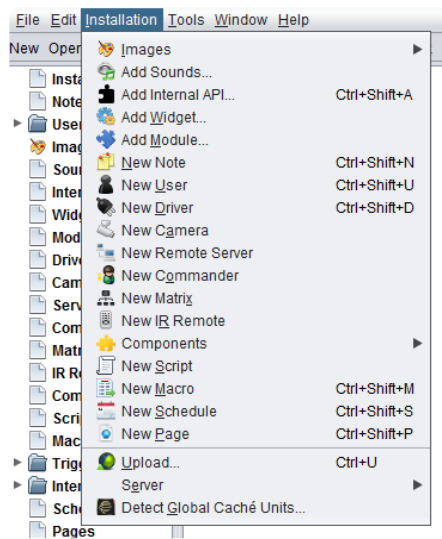 File Edit Installation Tools Window Help
New Oper
Images
Add Sounds...
Add Internal API... Ctrl+Shift+A
Add Widget...
Add Module...
New Note Ctrl+Shift+N
New User Ctrl+Shift+U
New Driver Ctrl+Shift+D
New Camera
New Remote Server
New Commander
New Matrix
New IR Remote
Components
New Script
New Macro Ctrl+Shift+M
New Schedule Ctrl+Shift+S
New Page Ctrl+Shift+P
Upload... Ctrl+U
Server
Detect Global Caché Units...
Insta
Note
User
Imag
Soun
Inter
Widg
Mod
Drive
Cam
Serv
Com
Matr
IR Re
Com
Scri
Mac
Trig
Inter
Sche
Pages